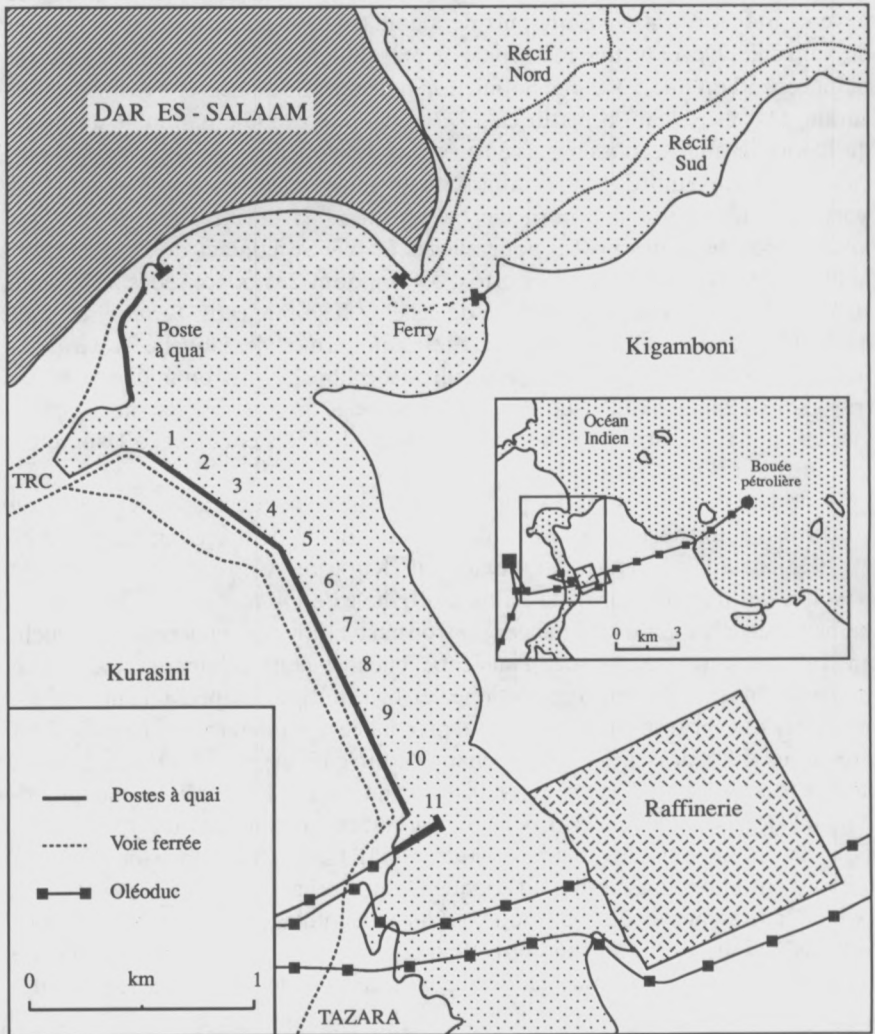 Récif
Nord
DAR ES - SALAAM
Récif
Sud
Poste
à quai
Ferry
Kigamboni
Océan
Indien
Bouée
pétrolière
0 km 3
TRC
1
2
3
4
5
6
7
8
9
10
11
Kurasini
Raffinerie
Postes à quai
Voie ferrée
Oléoduc
0 km 1
TAZARA